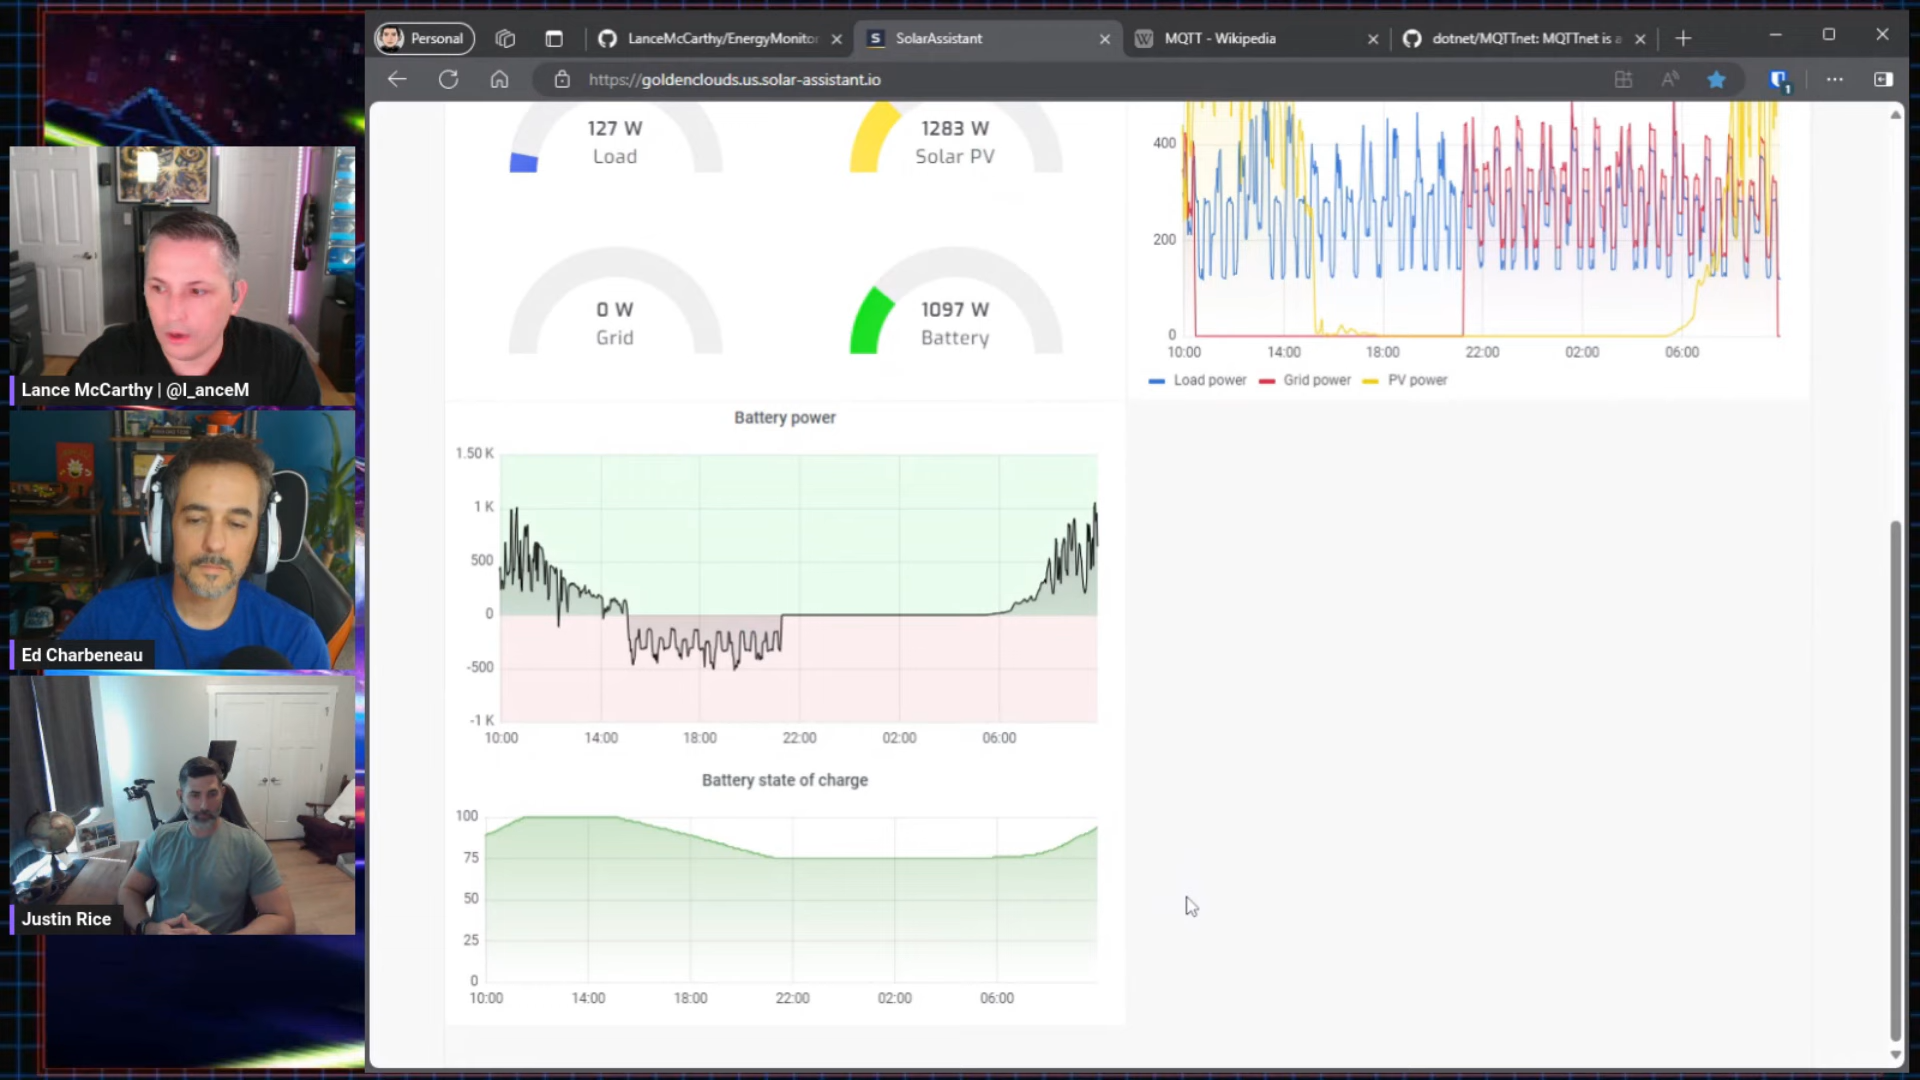 Personal
LanceMcCarthy/EnergyMonitor
SolarAssistant
MQTT - Wikipedia
dotnet/MQTTnet: MQTTnet is a
https://goldenclouds.us.solar-assistant.io
127 W
Load
1283 W
Solar PV
0 W
Grid
1097 W
Battery
400
200
0
10:00 14:00 18:00 22:00 02:00 06:00
Load power Grid power PV power
Battery power
1.50 K
1 K
500
0
-500
-1 K
10:00 14:00 18:00 22:00 02:00 06:00
Battery state of charge
100
75
50
25
0
10:00 14:00 18:00 22:00 02:00 06:00
Lance McCarthy | @l_anceM
Ed Charbeneau
Justin Rice